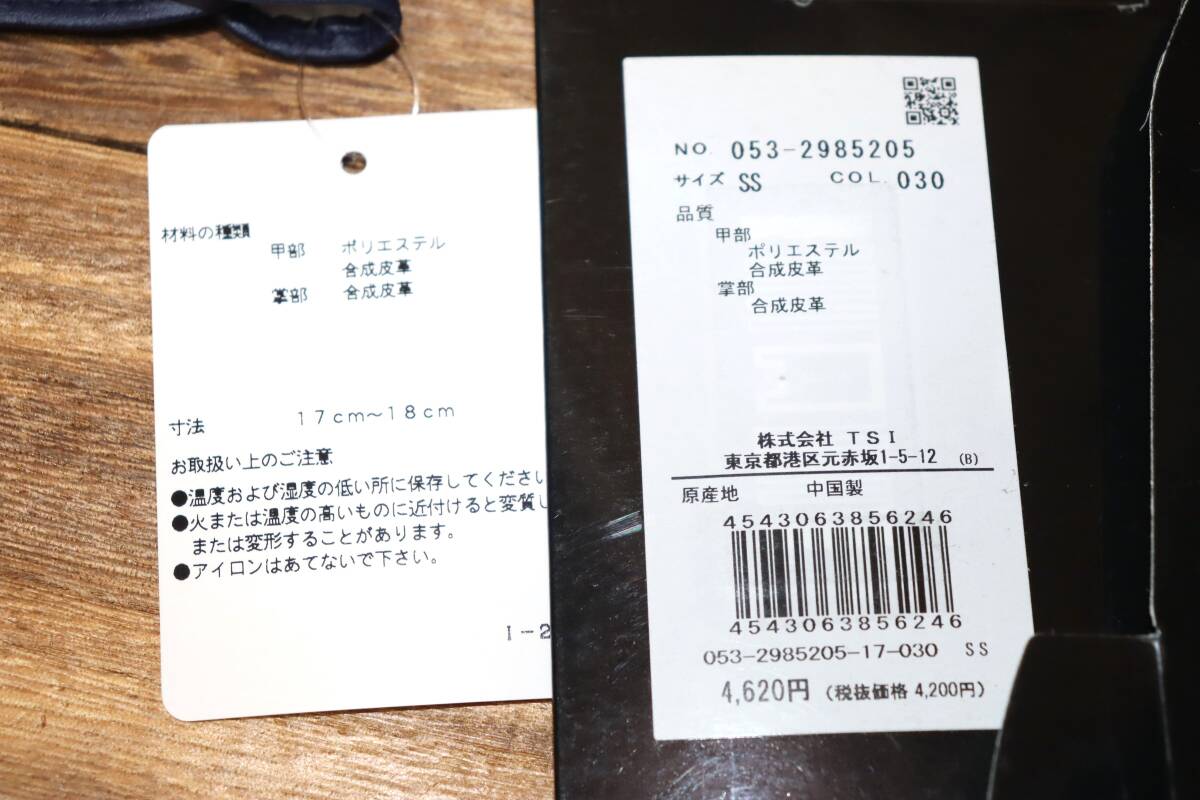 材料の種類
甲部 ポリエステル
合成皮革
掌部 合成皮革
寸法 17cm~18cm
お取扱い上のご注意
●温度および湿度の低い所に保存してください
●火または温度の高いものに近付けると変質し
または変形することがあります。
●アイロンはあてないで下さい。
I-2
NO. 053-2985205
サイズ SS COL. 030
品質
甲部
ポリエステル
合成皮革
掌部
合成皮革
株式会社 TSI
東京都港区元赤坂1-5-12 (B)
原産地 中国製
4543063856246
4543063856246
053-2985205-17-030 SS
4,620円 (税抜価格 4,200円)